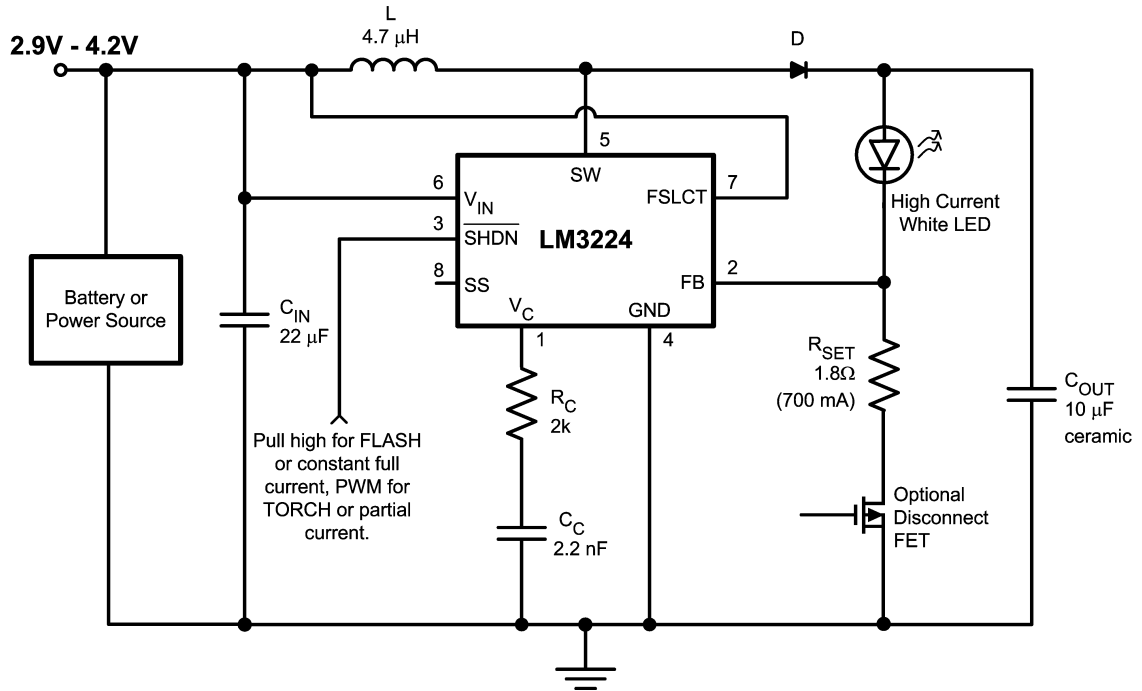 L
4.7 μH
D
2.9V - 4.2V
5
SW
6
V_IN
7
FSLCT
3
SHDN
LM3224
8
SS
2
FB
V_C
GND
1
4
High Current
White LED
Battery or
Power Source
C_IN
22 μF
R_SET
1.8Ω
(700 mA)
C_OUT
10 μF
ceramic
R_C
2k
Pull high for FLASH
or constant full
current, PWM for
TORCH or partial
current.
C_C
2.2 nF
Optional
Disconnect
FET